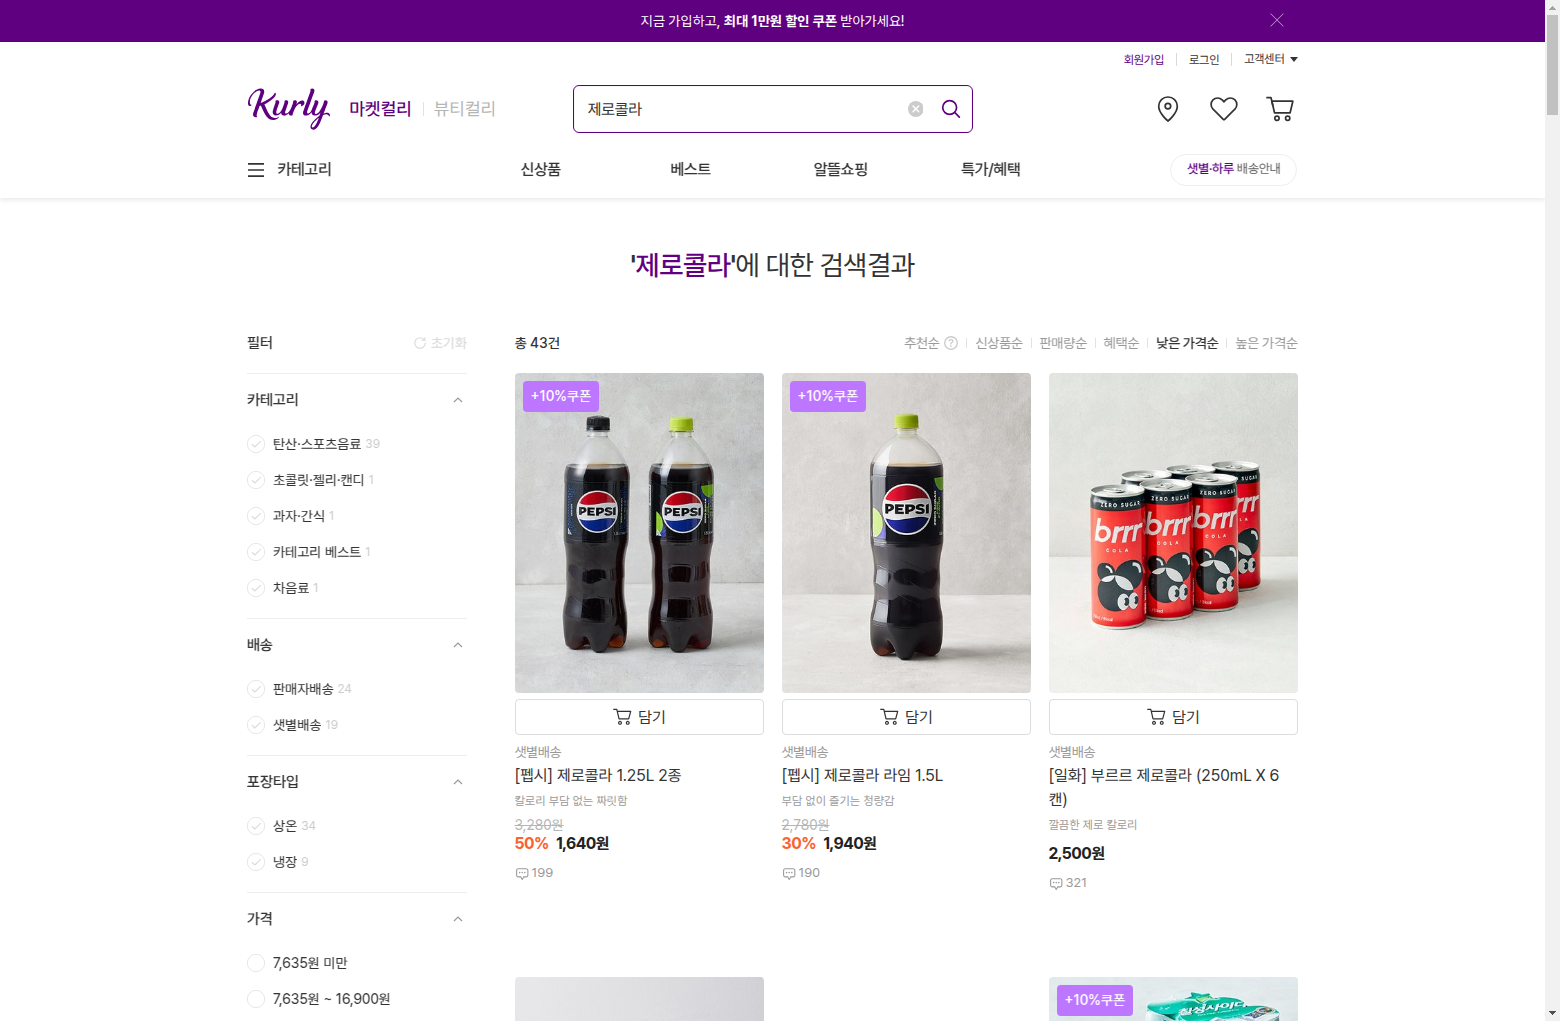 지금 가입하고, 최대 1만원 할인 쿠폰 받아가세요!
회원가입
로그인
고객센터
Kurly
마켓컬리
뷰티컬리
제로콜라
카테고리
신상품
베스트
알뜰쇼핑
특가/혜택
샛별·하루 배송안내
'제로콜라'에 대한 검색결과
필터
초기화
총 43건
추천순 ?
신상품순
판매량순
혜택순
낮은 가격순
높은 가격순
카테고리
탄산·스포츠음료 39
초콜릿·젤리·캔디 1
과자·간식 1
카테고리 베스트 1
차음료 1
배송
판매자배송 24
샛별배송 19
포장타입
상온 34
냉장 9
가격
7,635원 미만
7,635원 ~ 16,900원
+10%쿠폰
PEPSI
PEPSI
담기
샛별배송
[펩시] 제로콜라 1.25L 2종
칼로리 부담 없는 짜릿함
3,280원
50% 1,640원
199
+10%쿠폰
PEPSI
담기
샛별배송
[펩시] 제로콜라 라임 1.5L
부담 없이 즐기는 청량감
2,780원
30% 1,940원
190
ZERO SUGAR
ZERO SUGAR
ZERO SUGAR
brrr
brrr
brrr
COLA
COLA
COLA
담기
샛별배송
[일화] 부르르 제로콜라 (250mL X 6
캔)
깔끔한 제로 칼로리
2,500원
321
+10%쿠폰
칠성사이다